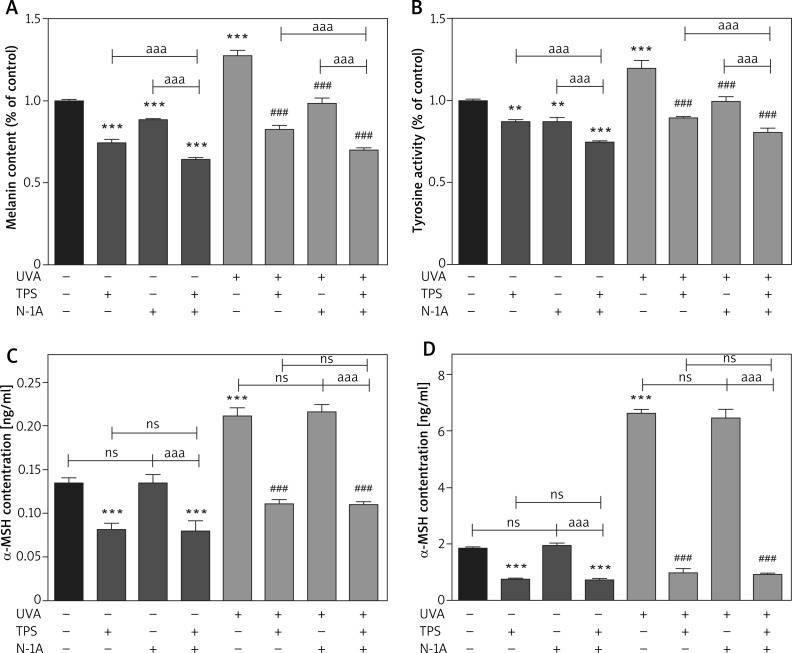 A
Melanin content (% of control)
1.5
1.0
0.5
0
***
***
***
***
###
###
###
aaa
aaa
aaa
aaa
UVA – – – – + + + +
TPS – + – + – + – +
N-1A – – + + – – + +
B
Tyrosine activity (% of control)
1.5
1.0
0.5
0
**
**
***
***
###
###
###
aaa
aaa
aaa
aaa
UVA – – – – + + + +
TPS – + – + – + – +
N-1A – – + + – – + +
C
α-MSH contentration [ng/ml]
0.25
0.20
0.15
0.10
0.05
0
***
***
***
###
###
ns
ns aaa
ns
ns aaa
UVA – – – – + + + +
TPS – + – + – + – +
N-1A – – + + – – + +
D
α-MSH contentration [ng/ml]
8
6
4
2
0
***
***
***
###
###
ns
ns aaa
ns
ns aaa
UVA – – – – + + + +
TPS – + – + – + – +
N-1A – – + + – – + +